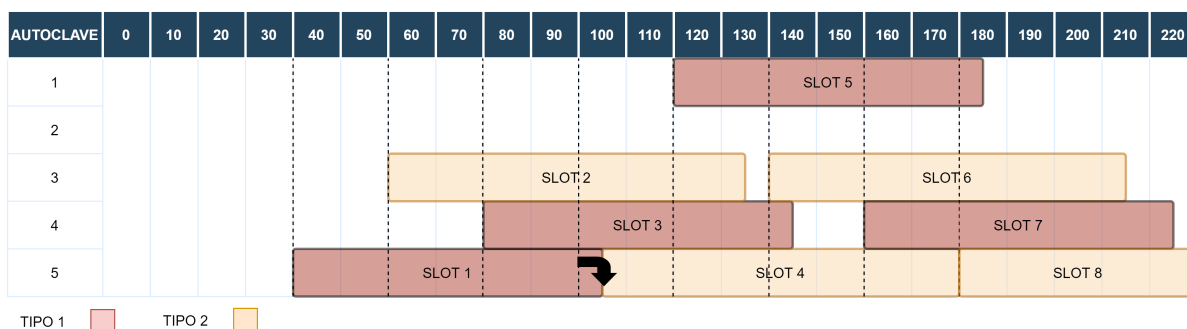 AUTOCLAVE 0 10 20 30 40 50 60 70 80 90 100 110 120 130 140 150 160 170 180 190 200 210 220
1 SLOT 5
2
3 SLOT 2 SLOT 6
4 SLOT 3 SLOT 7
5 SLOT 1 SLOT 4 SLOT 8
TIPO 1 TIPO 2